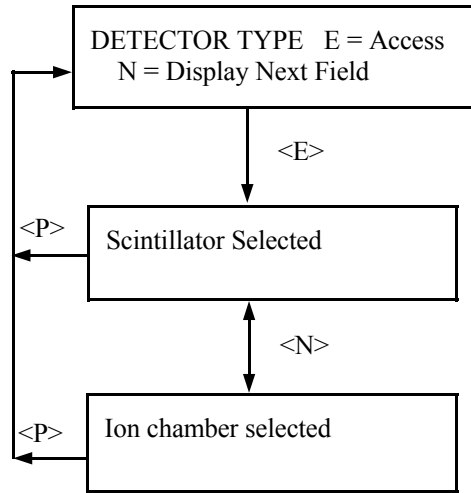 DETECTOR TYPE   E = Access
N = Display Next Field
<E>
<P>
Scintillator Selected
<N>
<P>
Ion chamber selected